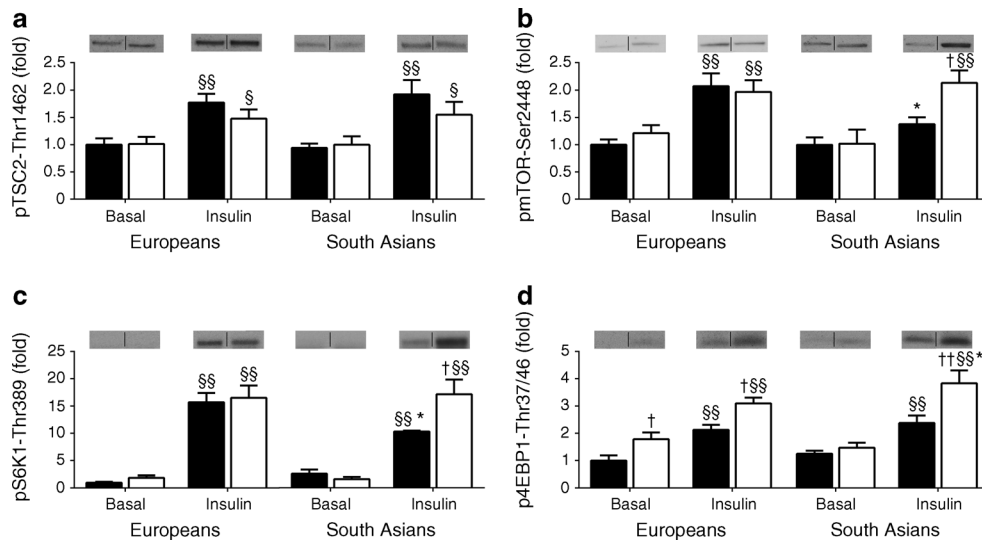 a
pTSC2-Thr1462 (fold)
2.5
2.0
1.5
1.0
0.5
0
§§
§
§§
§
Basal Insulin Basal Insulin
Europeans South Asians
b
pmTOR-Ser2448 (fold)
2.5
2.0
1.5
1.0
0.5
0
§§
§§
*
†§§
Basal Insulin Basal Insulin
Europeans South Asians
c
pS6K1-Thr389 (fold)
25
20
15
10
5
0
§§
§§
§§ *
†§§
Basal Insulin Basal Insulin
Europeans South Asians
d
p4EBP1-Thr37/46 (fold)
5
4
3
2
1
0
†
§§
†§§
§§
††§§*
Basal Insulin Basal Insulin
Europeans South Asians